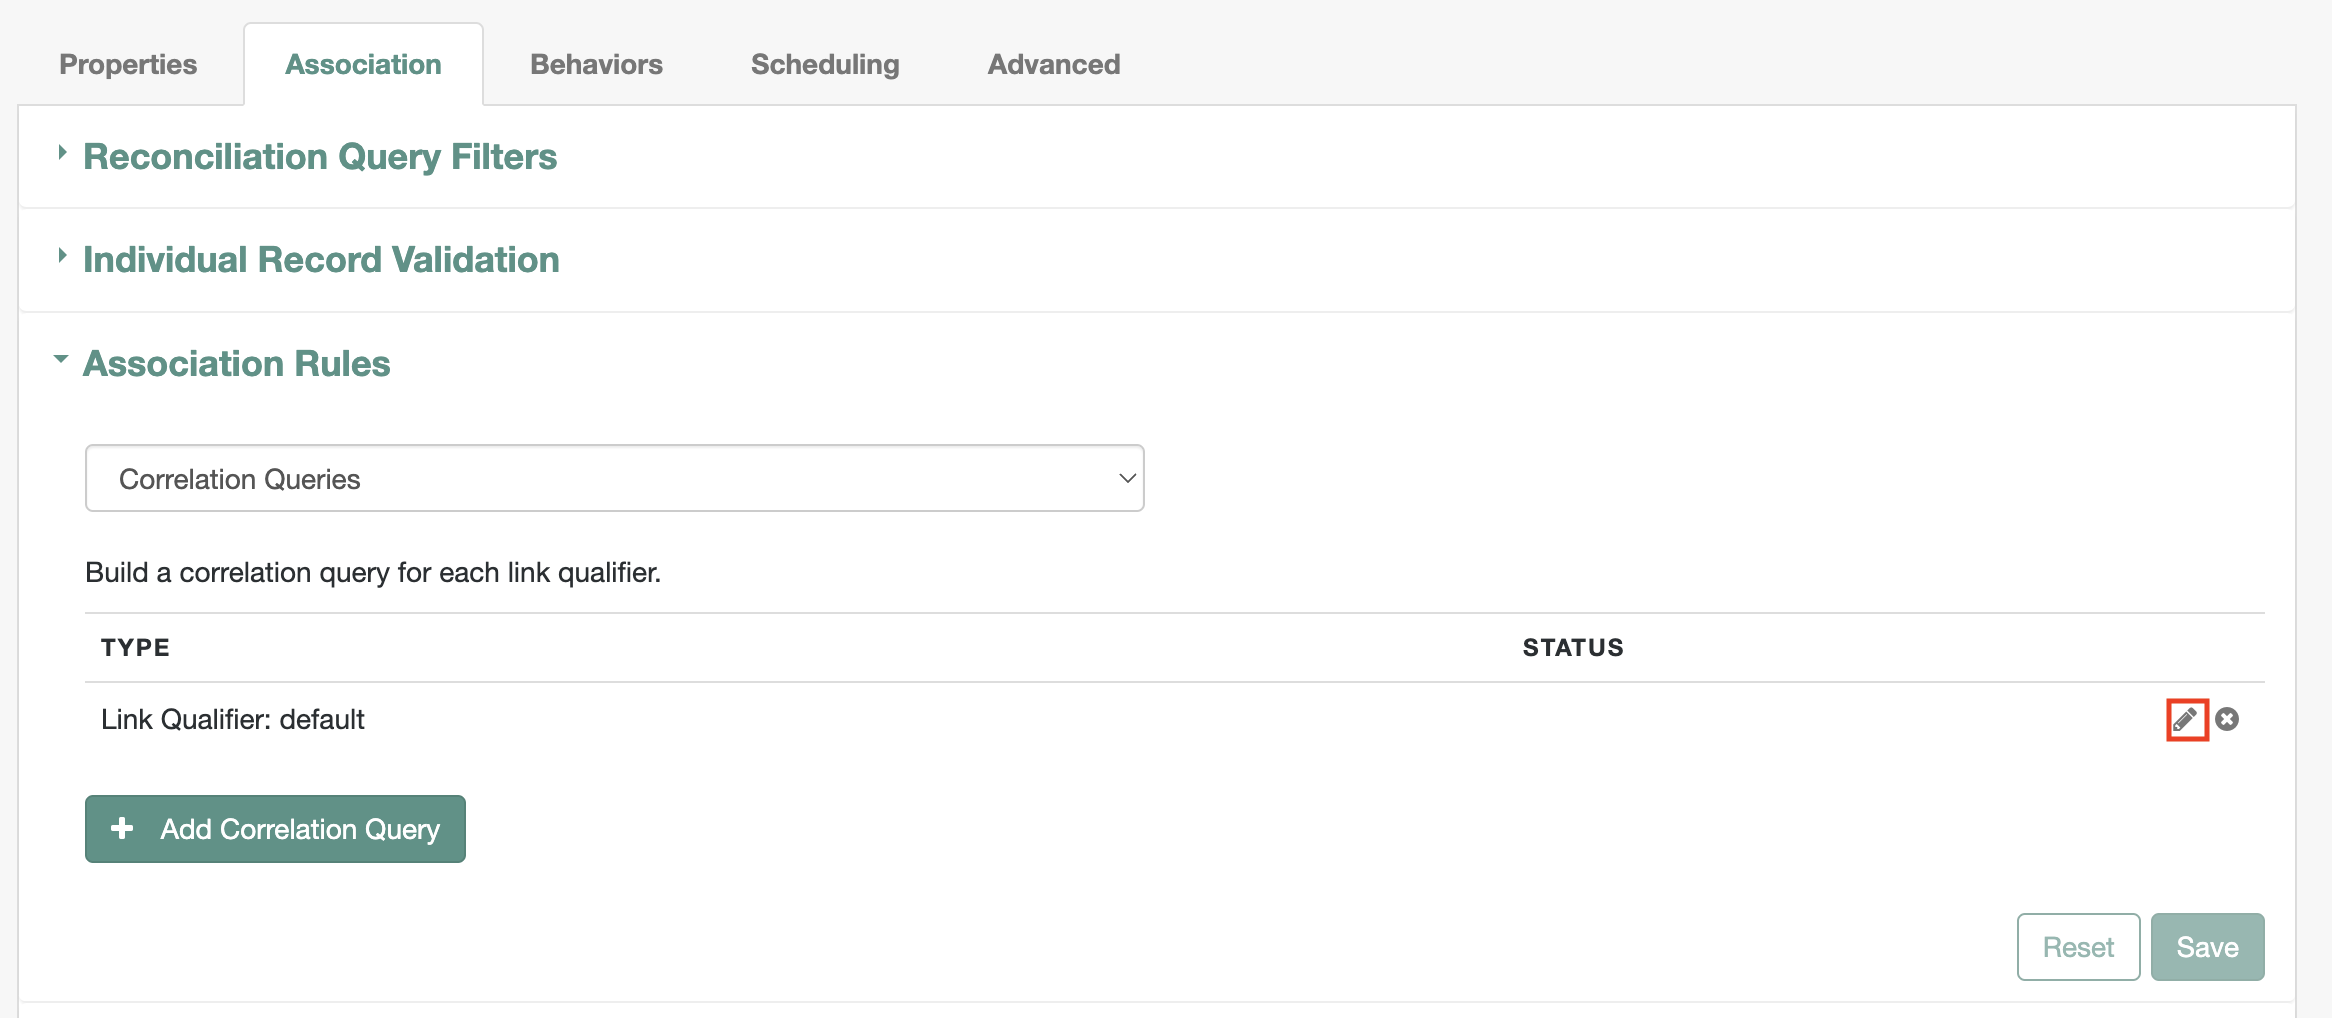 Properties Association Behaviors Scheduling Advanced
Reconciliation Query Filters
Individual Record Validation
Association Rules
Correlation Queries
Build a correlation query for each link qualifier.
TYPE STATUS
Link Qualifier: default
Add Correlation Query
Reset Save